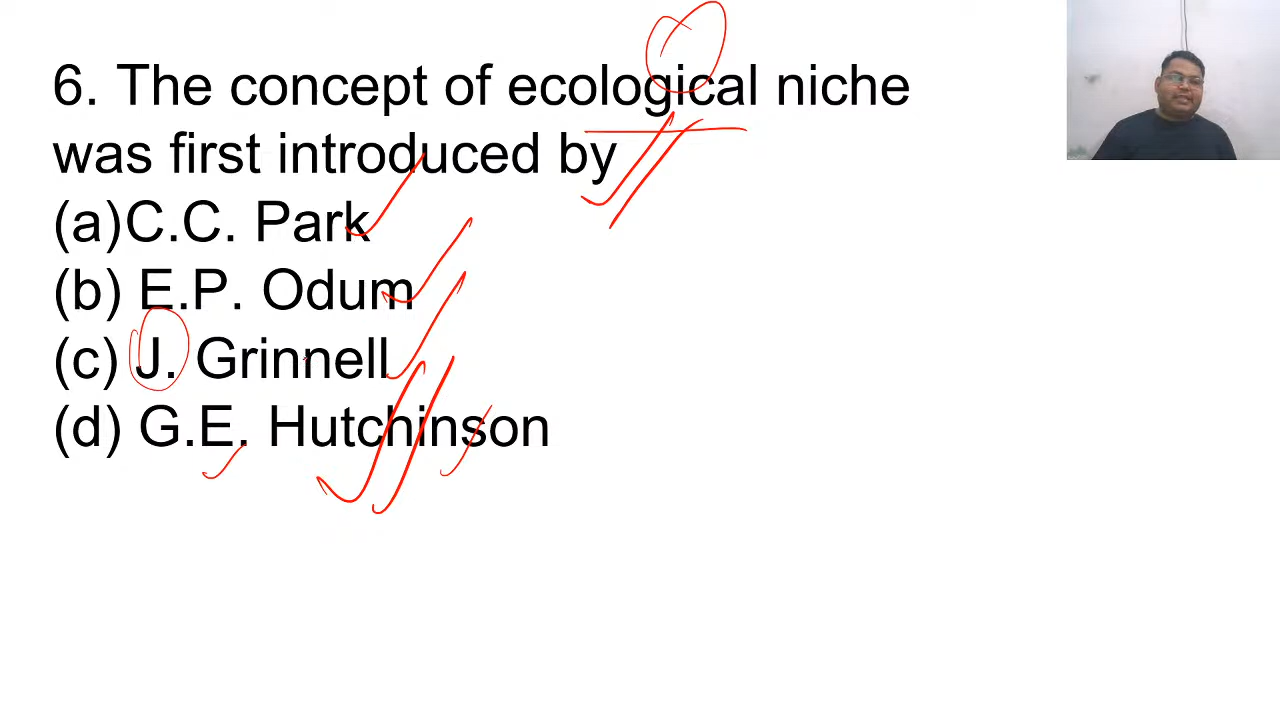 6. The concept of ecological niche
was first introduced by
(a)C.C. Park
(b) E.P. Odum
(c) J. Grinnell
(d) G.E. Hutchinson